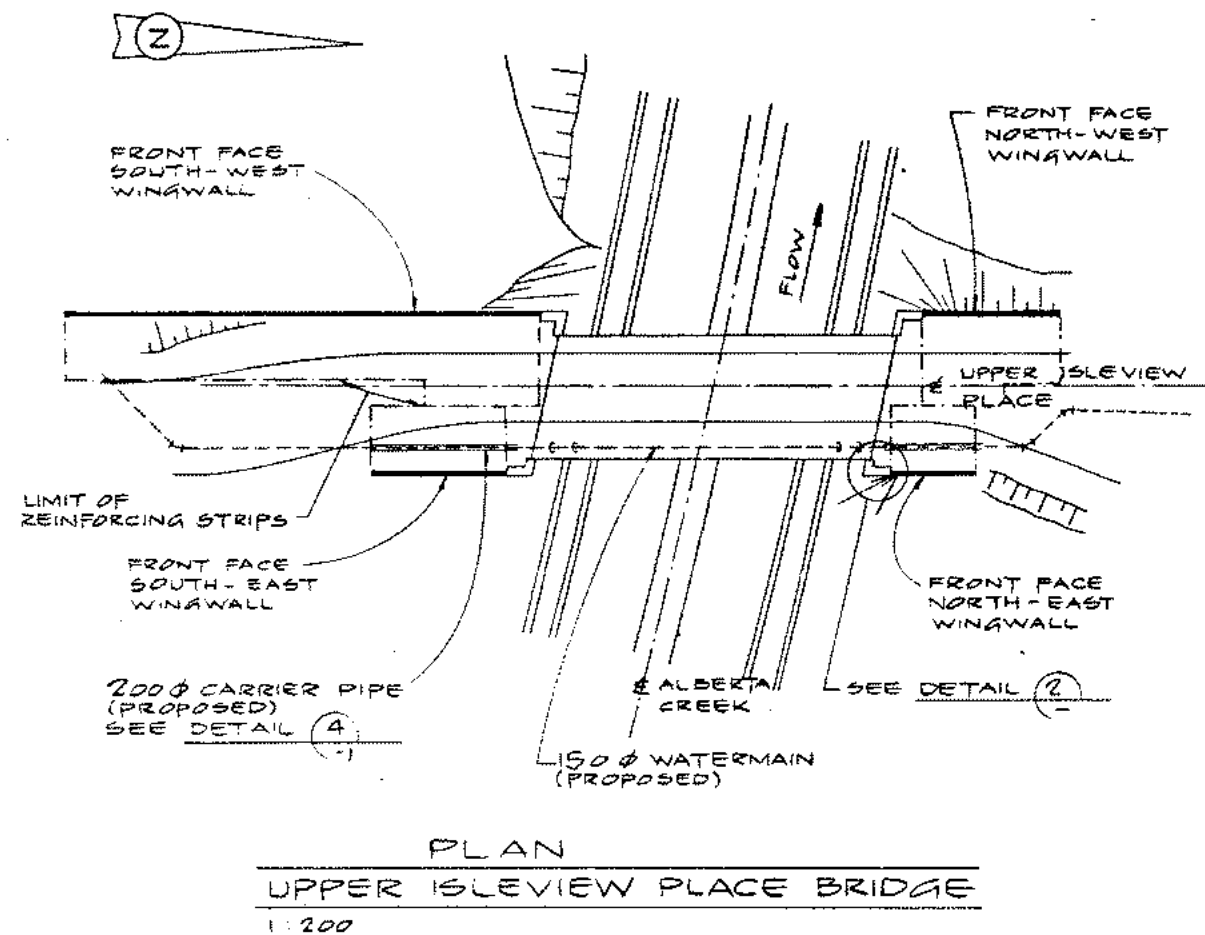 Z
FRONT FACE
SOUTH-WEST
WINGWALL
FRONT FACE
NORTH-WEST
WINGWALL
FLOW
℄ UPPER ISLEVIEW
PLACE
LIMIT OF
REINFORCING STRIPS
FRONT FACE
SOUTH-EAST
WINGWALL
FRONT FACE
NORTH-EAST
WINGWALL
200 ϕ CARRIER PIPE
(PROPOSED)
SEE DETAIL 4
-
℄ ALBERTA
CREEK
SEE DETAIL 2
-
150 ϕ WATERMAIN
(PROPOSED)
PLAN
UPPER ISLEVIEW PLACE BRIDGE
1:200